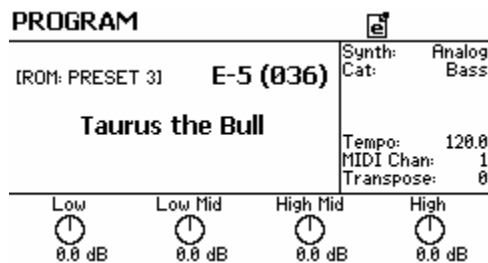 PROGRAM e
Synth: Analog
[ROM: PRESET 3] E-5 (036) Cat: Bass
Taurus the Bull
Tempo: 120.0
MIDI Chan: 1
Transpose: 0
Low Low Mid High Mid High
0.0 dB 0.0 dB 0.0 dB 0.0 dB